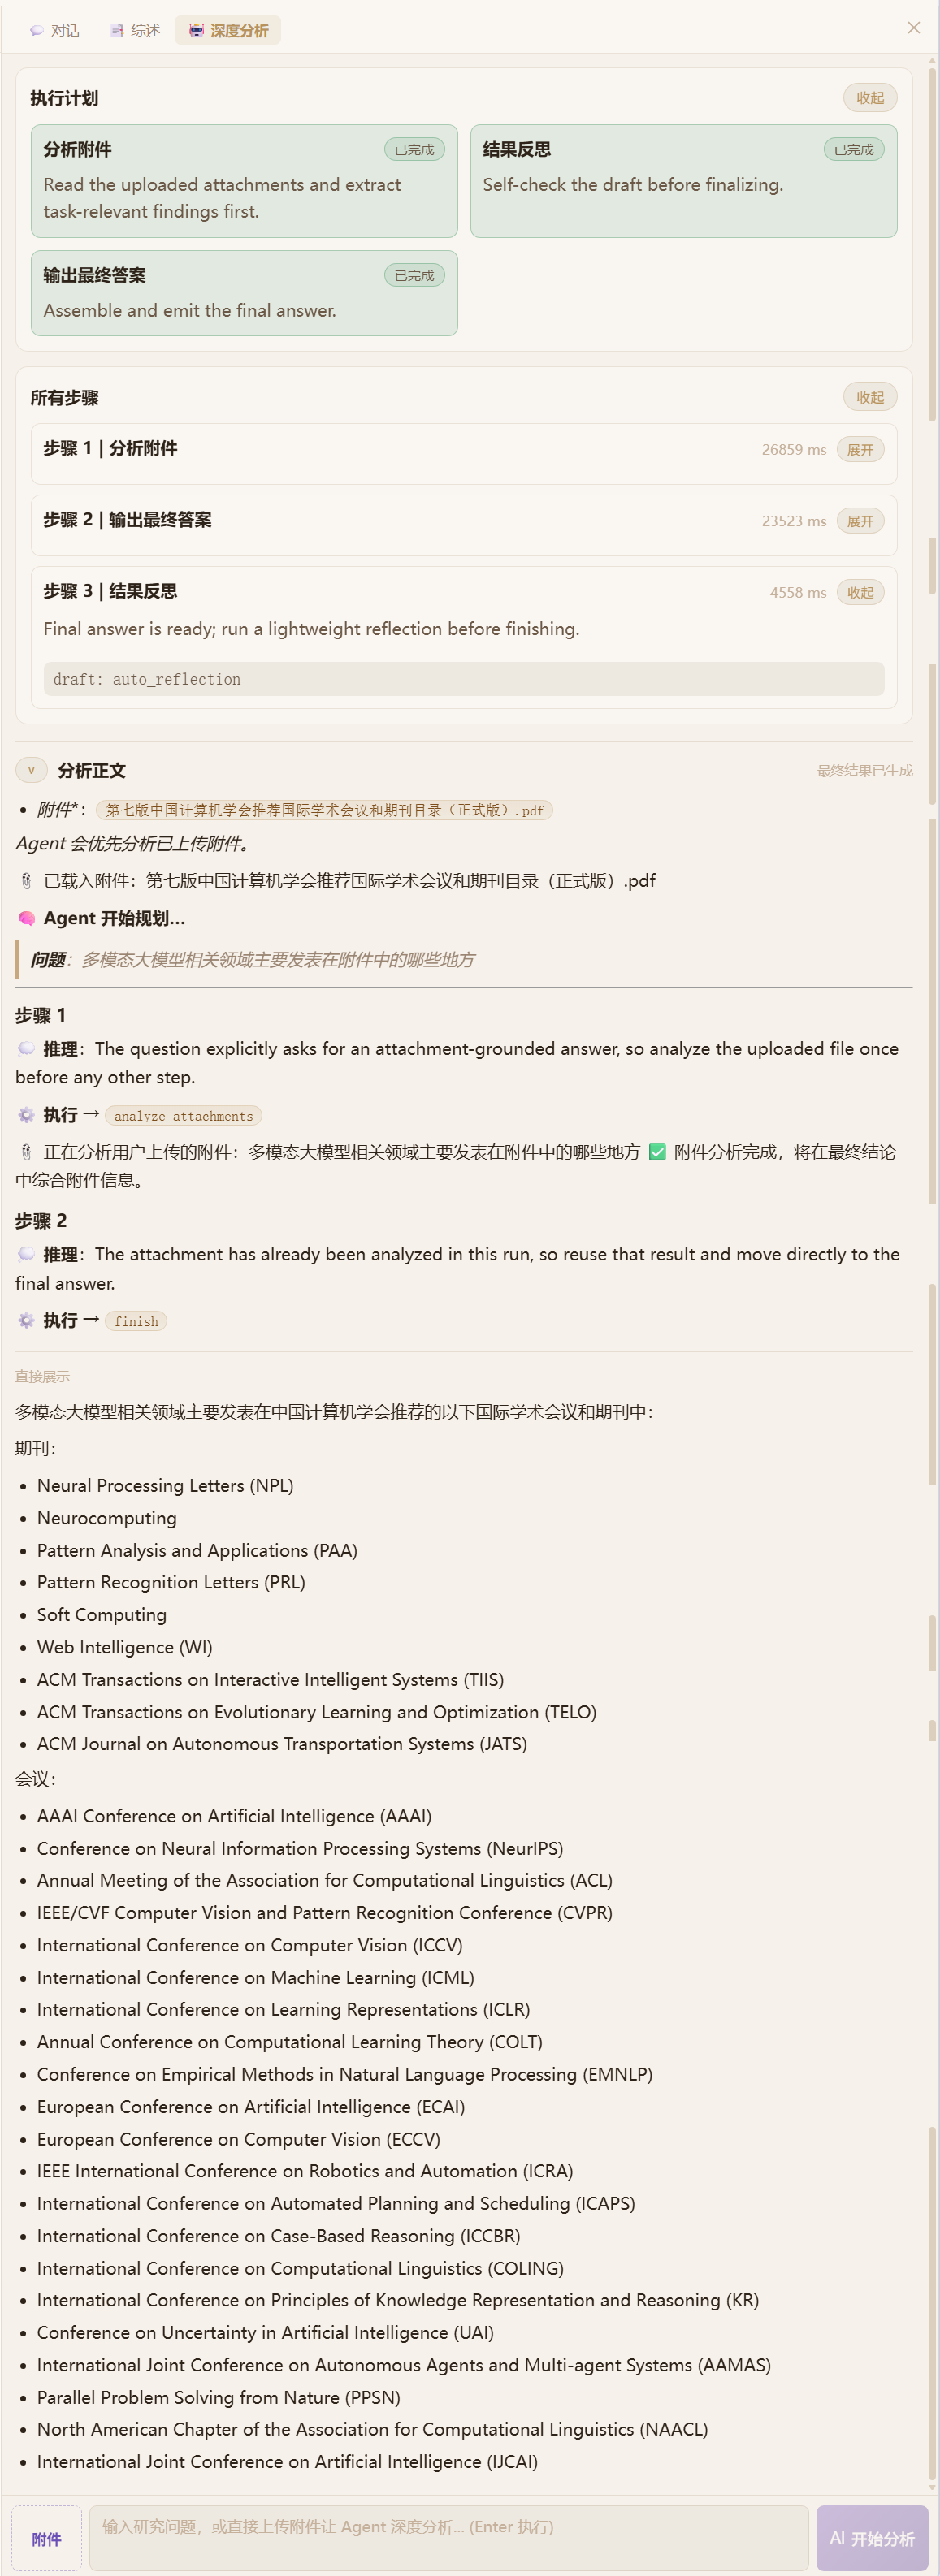 对话 综述 深度分析
执行计划 收起
分析附件 已完成
Read the uploaded attachments and extract
task-relevant findings first.
结果反思 已完成
Self-check the draft before finalizing.
输出最终答案 已完成
Assemble and emit the final answer.
所有步骤 收起
步骤 1 | 分析附件 26859 ms 展开
步骤 2 | 输出最终答案 23523 ms 展开
步骤 3 | 结果反思 4558 ms 收起
Final answer is ready; run a lightweight reflection before finishing.
draft: auto_reflection
v 分析正文 最终结果已生成
• 附件*： 第七版中国计算机学会推荐国际学术会议和期刊目录（正式版）.pdf
Agent 会优先分析已上传附件。
已载入附件：第七版中国计算机学会推荐国际学术会议和期刊目录（正式版）.pdf
Agent 开始规划...
问题：多模态大模型相关领域主要发表在附件中的哪些地方
步骤 1
推理：The question explicitly asks for an attachment-grounded answer, so analyze the uploaded file once
before any other step.
执行 → analyze_attachments
正在分析用户上传的附件：多模态大模型相关领域主要发表在附件中的哪些地方 ✅ 附件分析完成，将在最终结论
中综合附件信息。
步骤 2
推理：The attachment has already been analyzed in this run, so reuse that result and move directly to the
final answer.
执行 → finish
直接展示
多模态大模型相关领域主要发表在中国计算机学会推荐的以下国际学术会议和期刊中：
期刊：
• Neural Processing Letters (NPL)
• Neurocomputing
• Pattern Analysis and Applications (PAA)
• Pattern Recognition Letters (PRL)
• Soft Computing
• Web Intelligence (WI)
• ACM Transactions on Interactive Intelligent Systems (TIIS)
• ACM Transactions on Evolutionary Learning and Optimization (TELO)
• ACM Journal on Autonomous Transportation Systems (JATS)
会议：
• AAAI Conference on Artificial Intelligence (AAAI)
• Conference on Neural Information Processing Systems (NeurIPS)
• Annual Meeting of the Association for Computational Linguistics (ACL)
• IEEE/CVF Computer Vision and Pattern Recognition Conference (CVPR)
• International Conference on Computer Vision (ICCV)
• International Conference on Machine Learning (ICML)
• International Conference on Learning Representations (ICLR)
• Annual Conference on Computational Learning Theory (COLT)
• Conference on Empirical Methods in Natural Language Processing (EMNLP)
• European Conference on Artificial Intelligence (ECAI)
• European Conference on Computer Vision (ECCV)
• IEEE International Conference on Robotics and Automation (ICRA)
• International Conference on Automated Planning and Scheduling (ICAPS)
• International Conference on Case-Based Reasoning (ICCBR)
• International Conference on Computational Linguistics (COLING)
• International Conference on Principles of Knowledge Representation and Reasoning (KR)
• Conference on Uncertainty in Artificial Intelligence (UAI)
• International Joint Conference on Autonomous Agents and Multi-agent Systems (AAMAS)
• Parallel Problem Solving from Nature (PPSN)
• North American Chapter of the Association for Computational Linguistics (NAACL)
• International Joint Conference on Artificial Intelligence (IJCAI)
附件 输入研究问题，或直接上传附件让 Agent 深度分析... (Enter 执行) AI 开始分析